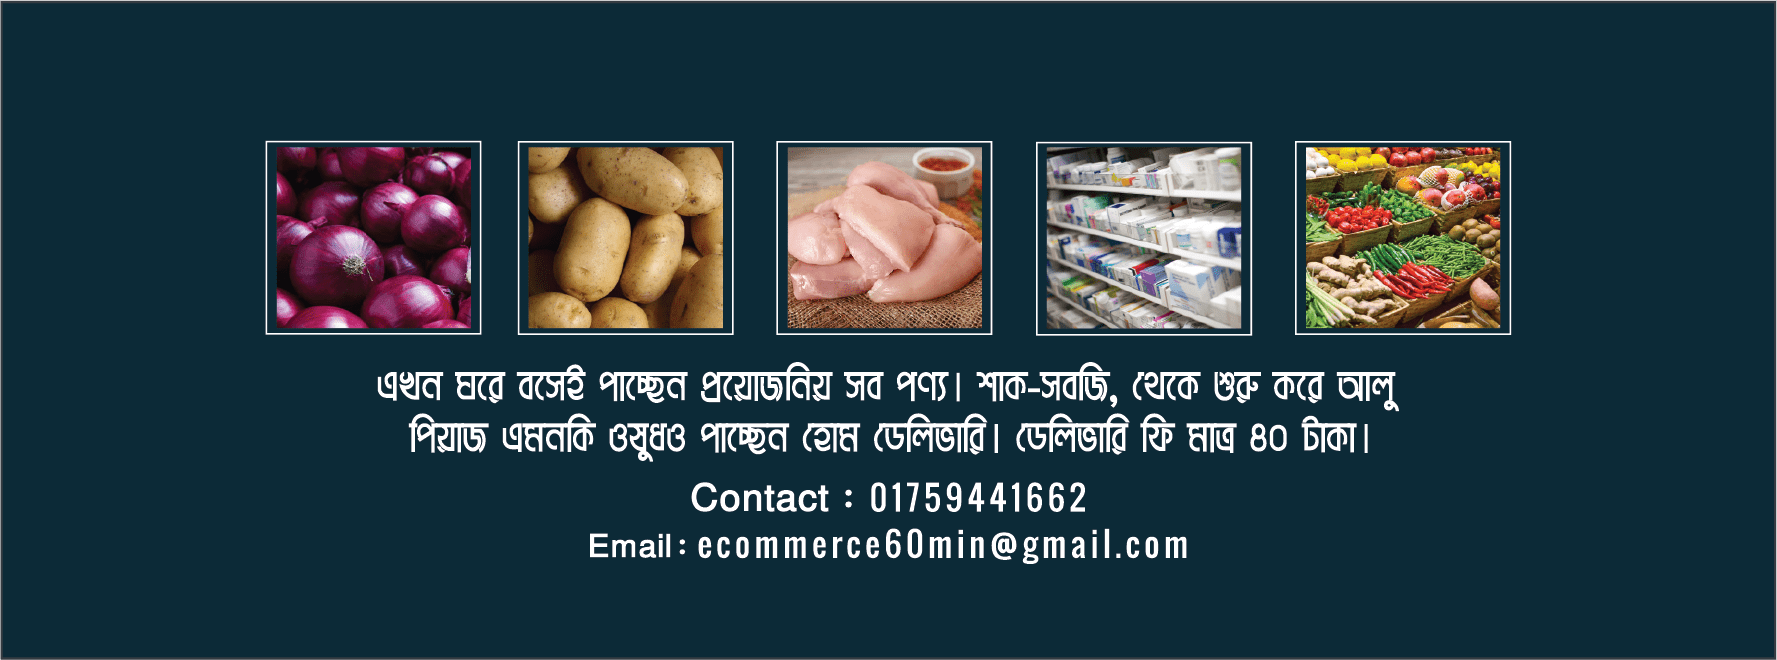 এখন ঘরে বসেই পাচ্ছেন প্রয়োজনিয় সব পণ্য। শাক-সবজি, থেকে শুরু করে আলু
পিয়াজ এমনকি ওষুধও পাচ্ছেন হোম ডেলিভারি। ডেলিভারি ফি মাত্র ৪০ টাকা।
Contact : 01759441662
Email : ecommerce60min@gmail.com